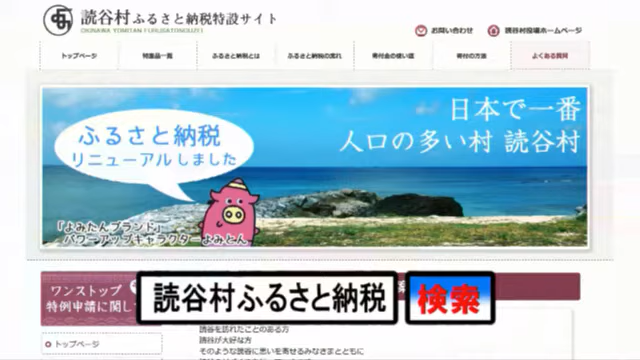 読谷村ふるさと納税特設サイト
OKINAWA YOMITAN FURUSATONOUZEI
お問い合わせ
読谷村役場ホームページ
トップページ
特産品一覧
ふるさと納税とは
ふるさと納税の流れ
寄付金の使い道
寄付の方法
よくある質問
日本で一番
人口の多い村 読谷村
ふるさと納税
リニューアルしました
「よみたんブランド」
パワーアップキャラクターよみとん
ワンストップ
特例申請に関し
読谷村ふるさと納税
検索
トップページ
読谷を訪れたことのある方
読谷が大好きな方
そのような読谷に思いを寄せるみなさまとともに